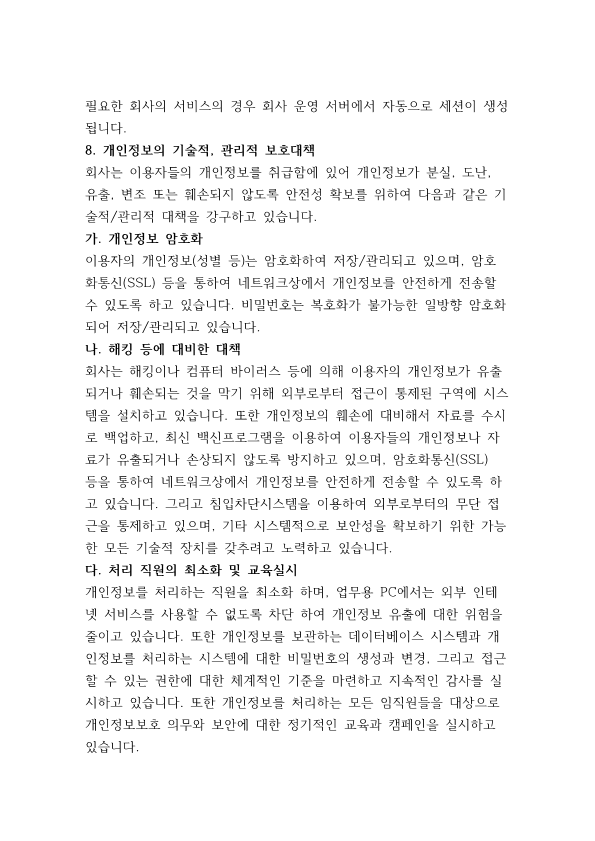 필요한 회사의 서비스의 경우 회사 운영 서버에서 자동으로 세션이 생성
됩니다.
8. 개인정보의 기술적, 관리적 보호대책
회사는 이용자들의 개인정보를 취급함에 있어 개인정보가 분실, 도난,
유출, 변조 또는 훼손되지 않도록 안전성 확보를 위하여 다음과 같은 기
술적/관리적 대책을 강구하고 있습니다.
가. 개인정보 암호화
이용자의 개인정보(성별 등)는 암호화하여 저장/관리되고 있으며, 암호
화통신(SSL) 등을 통하여 네트워크상에서 개인정보를 안전하게 전송할
수 있도록 하고 있습니다. 비밀번호는 복호화가 불가능한 일방향 암호화
되어 저장/관리되고 있습니다.
나. 해킹 등에 대비한 대책
회사는 해킹이나 컴퓨터 바이러스 등에 의해 이용자의 개인정보가 유출
되거나 훼손되는 것을 막기 위해 외부로부터 접근이 통제된 구역에 시스
템을 설치하고 있습니다. 또한 개인정보의 훼손에 대비해서 자료를 수시
로 백업하고, 최신 백신프로그램을 이용하여 이용자들의 개인정보나 자
료가 유출되거나 손상되지 않도록 방지하고 있으며, 암호화통신(SSL)
등을 통하여 네트워크상에서 개인정보를 안전하게 전송할 수 있도록 하
고 있습니다. 그리고 침입차단시스템을 이용하여 외부로부터의 무단 접
근을 통제하고 있으며, 기타 시스템적으로 보안성을 확보하기 위한 가능
한 모든 기술적 장치를 갖추려고 노력하고 있습니다.
다. 처리 직원의 최소화 및 교육실시
개인정보를 처리하는 직원을 최소화 하며, 업무용 PC에서는 외부 인테
넷 서비스를 사용할 수 없도록 차단 하여 개인정보 유출에 대한 위험을
줄이고 있습니다. 또한 개인정보를 보관하는 데이터베이스 시스템과 개
인정보를 처리하는 시스템에 대한 비밀번호의 생성과 변경, 그리고 접근
할 수 있는 권한에 대한 체계적인 기준을 마련하고 지속적인 감사를 실
시하고 있습니다. 또한 개인정보를 처리하는 모든 임직원들을 대상으로
개인정보보호 의무와 보안에 대한 정기적인 교육과 캠페인을 실시하고
있습니다.